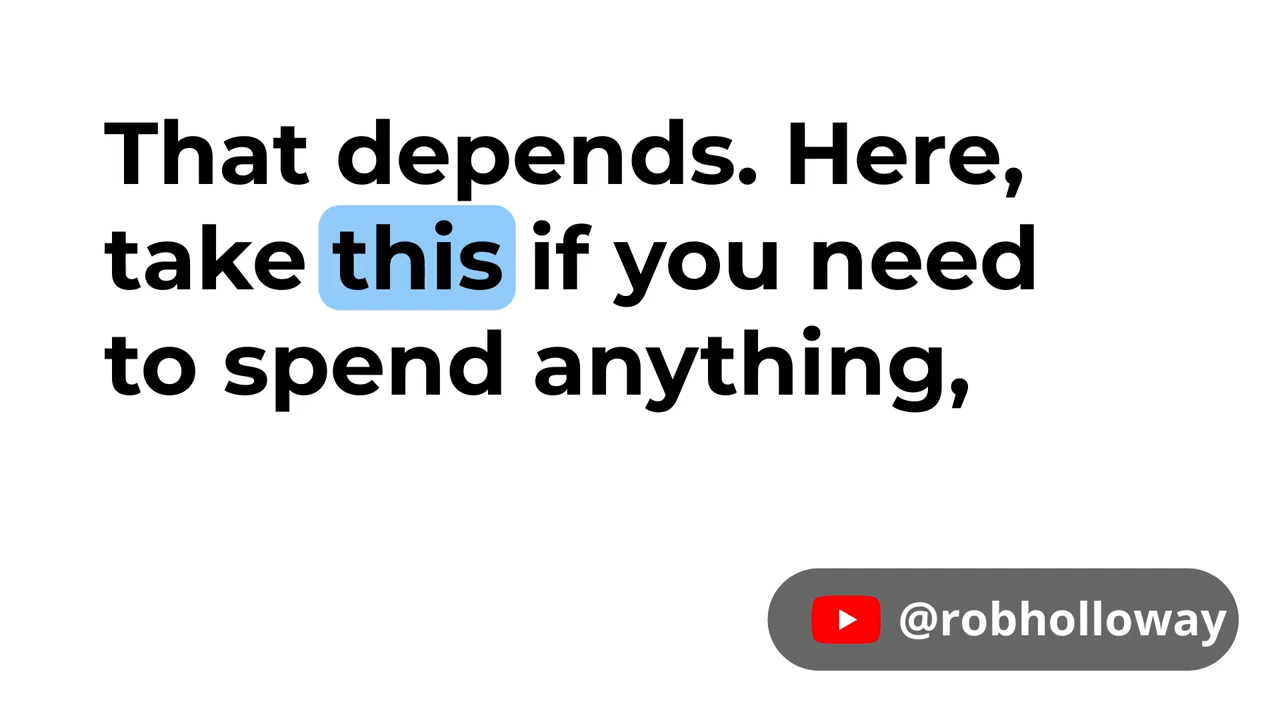 That depends. Here,
take this if you need
to spend anything,
@robholloway